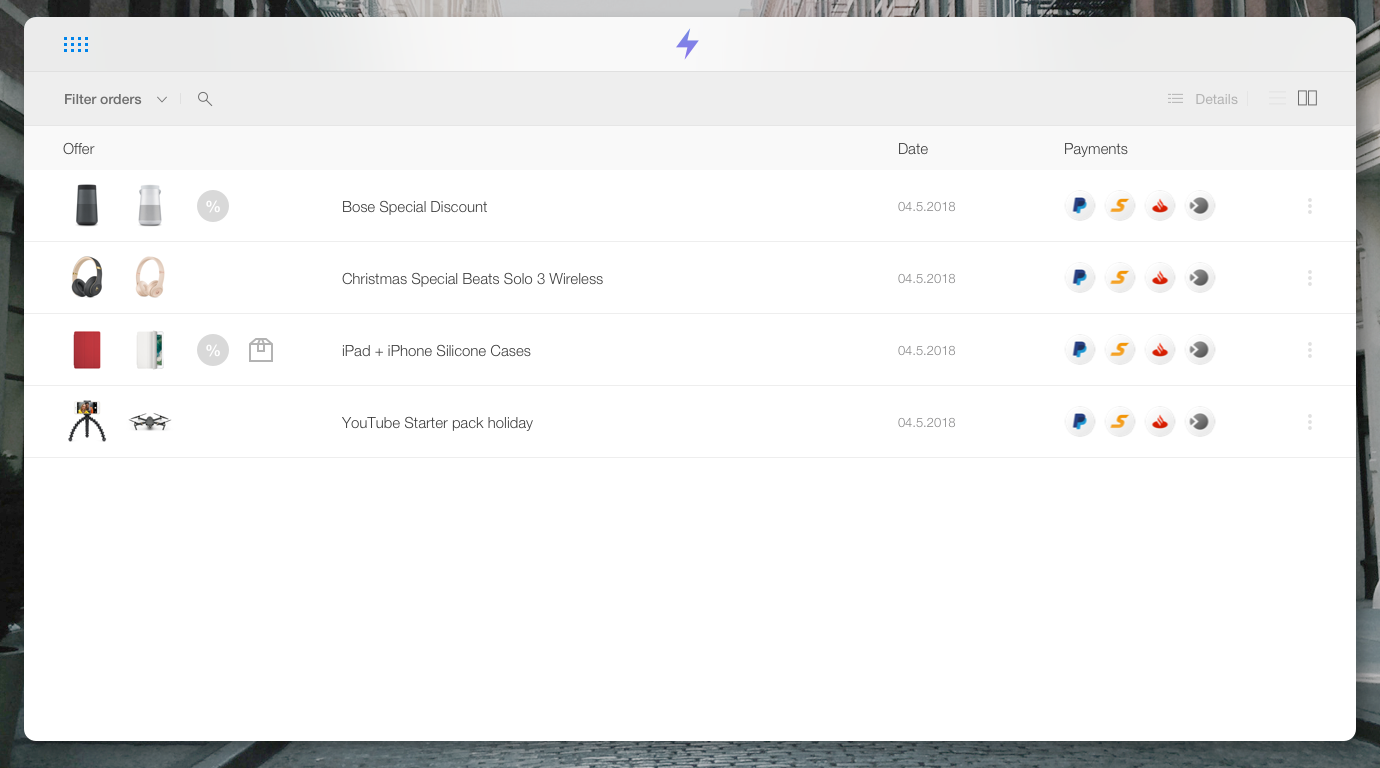 Filter orders
Details
Offer Date Payments
% Bose Special Discount 04.5.2018
Christmas Special Beats Solo 3 Wireless 04.5.2018
% iPad + iPhone Silicone Cases 04.5.2018
YouTube Starter pack holiday 04.5.2018